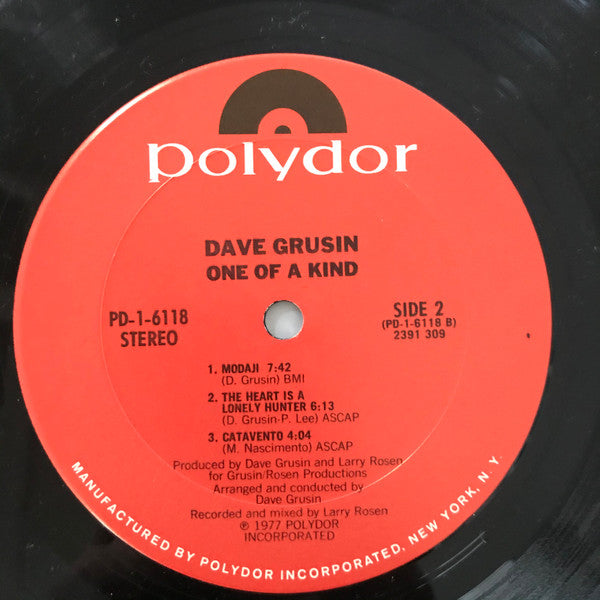 polydor
DAVE GRUSIN
ONE OF A KIND
PD-1-6118
STEREO
SIDE 2
(PD-1-6118 B)
2391 309
1. MODAJI 7:42
(D. Grusin) BMI
2. THE HEART IS A
LONELY HUNTER 6:13
(D. Grusin-P. Lee) ASCAP
3. CATAVENTO 4:04
(M. Nascimento) ASCAP
Produced by Dave Grusin and Larry Rosen
for Grusin/Rosen Productions
Arranged and conducted by
Dave Grusin
Recorded and mixed by Larry Rosen
℗ 1977 POLYDOR
INCORPORATED
MANUFACTURED BY POLYDOR INCORPORATED, NEW YORK, N.Y.